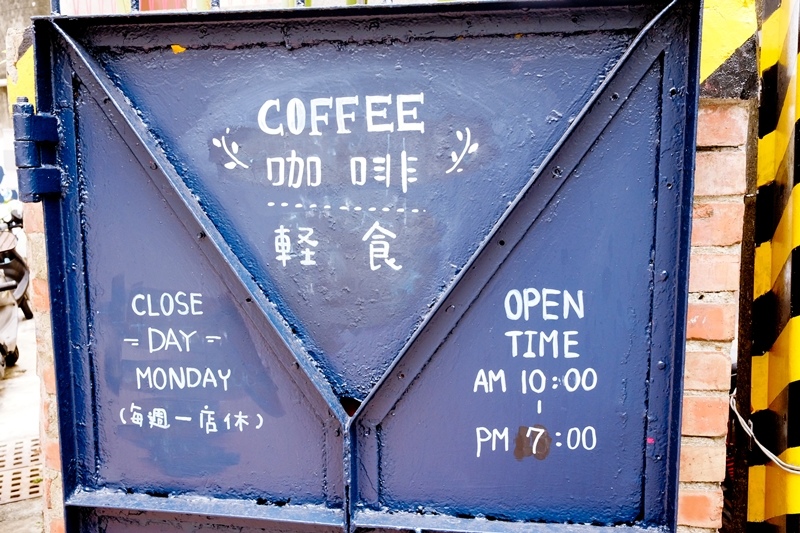 COFFEE
咖 啡
軽 食
CLOSE
- DAY -
MONDAY
(每週一店休)
OPEN
TIME
AM 10:00
|
PM 7:00